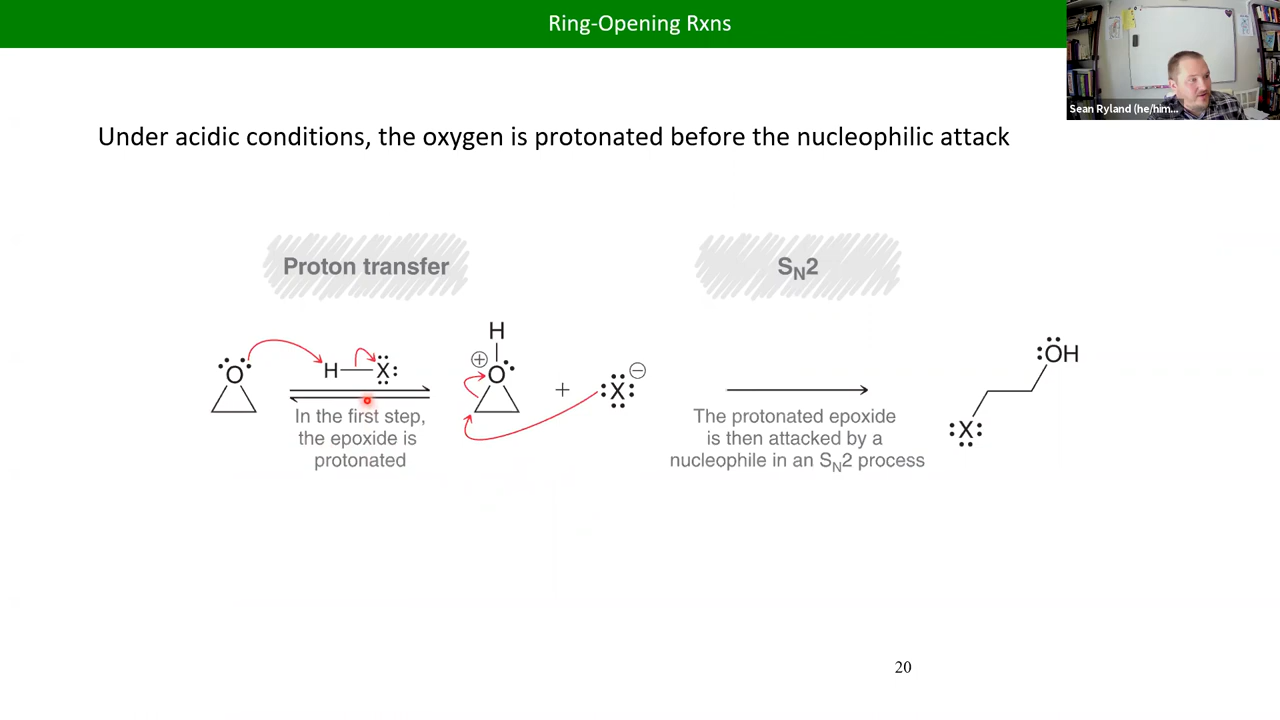 Ring-Opening Rxns
Sean Ryland (he/him...
Under acidic conditions, the oxygen is protonated before the nucleophilic attack
Proton transfer
SN2
H
O
H
X
O
+
X
OH
X
In the first step,
the epoxide is
protonated
The protonated epoxide
is then attacked by a
nucleophile in an SN2 process
20